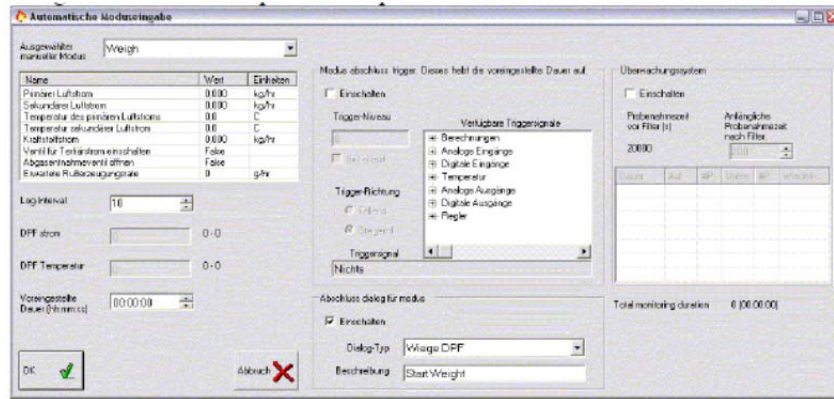 Automatische Moduseingabe
Ausgewählter manueller Modus
Weigh
Name Wert Einheiten
Primärer Luftstrom 0.000 kg/hr
Sekundärer Luftstrom 0.000 kg/hr
Temperatur des primären Luftstroms 0.0 C
Temperatur sekundärer Luftstrom 0.0 C
Kraftstoffstrom 0.000 kg/hr
Ventil für Tertiärstrom einschalten False
Abgasentnahmeventil öffnen False
Erwartete Rußerzeugungsrate 0 g/hr
Log-Interval 10
DPF strom 0 0 - 0
DPF Temperatur 0 0 - 0
Voreingestellte Dauer (hh:mm:ss) 00:00:00
OK
Abbruch
Modus abschluss trigger. Dieses hebt die voreingestellte Dauer auf.
Einschalten
Trigger-Niveau
Verfügbare Triggersignale
Berechnungen
Analoge Eingänge
Digitale Eingänge
Temperatur
Analoge Ausgänge
Digitale Ausgänge
Regler
Trigger-Richtung
Fallend
Steigend
Triggersignal
Nichts
Abschluss dialog für modus
Einschalten
Dialog-Typ Wiege DPF
Beschreibung Start Weight
Überwachungssystem
Einschalten
Probenahmezeit vor Filter (s)
20000
Anfängliche Probenahmezeit nach Filter
Total monitoring duration 0 (00:00:00)